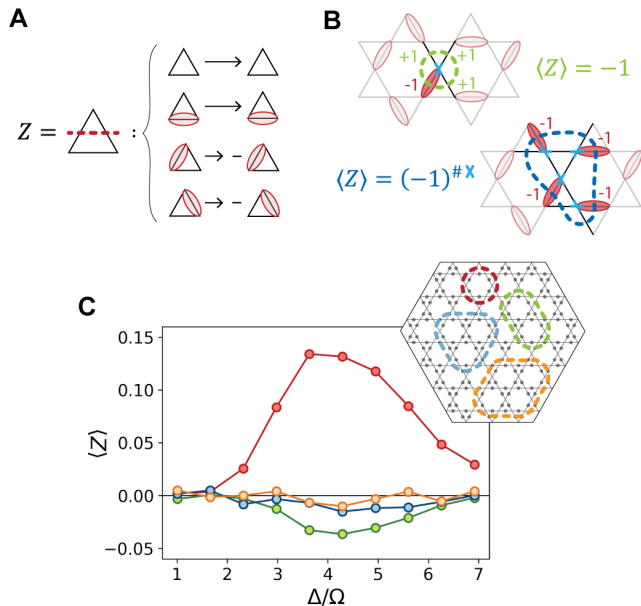 A
Z = :
→
→
→ −
→ −
B
+1 +1
-1 +1
⟨Z⟩ = −1
-1 -1
⟨Z⟩ = (−1)^#X
-1 -1
C
0.15
0.10
0.05
0.00
−0.05
⟨Z⟩
1 2 3 4 5 6 7
Δ/Ω